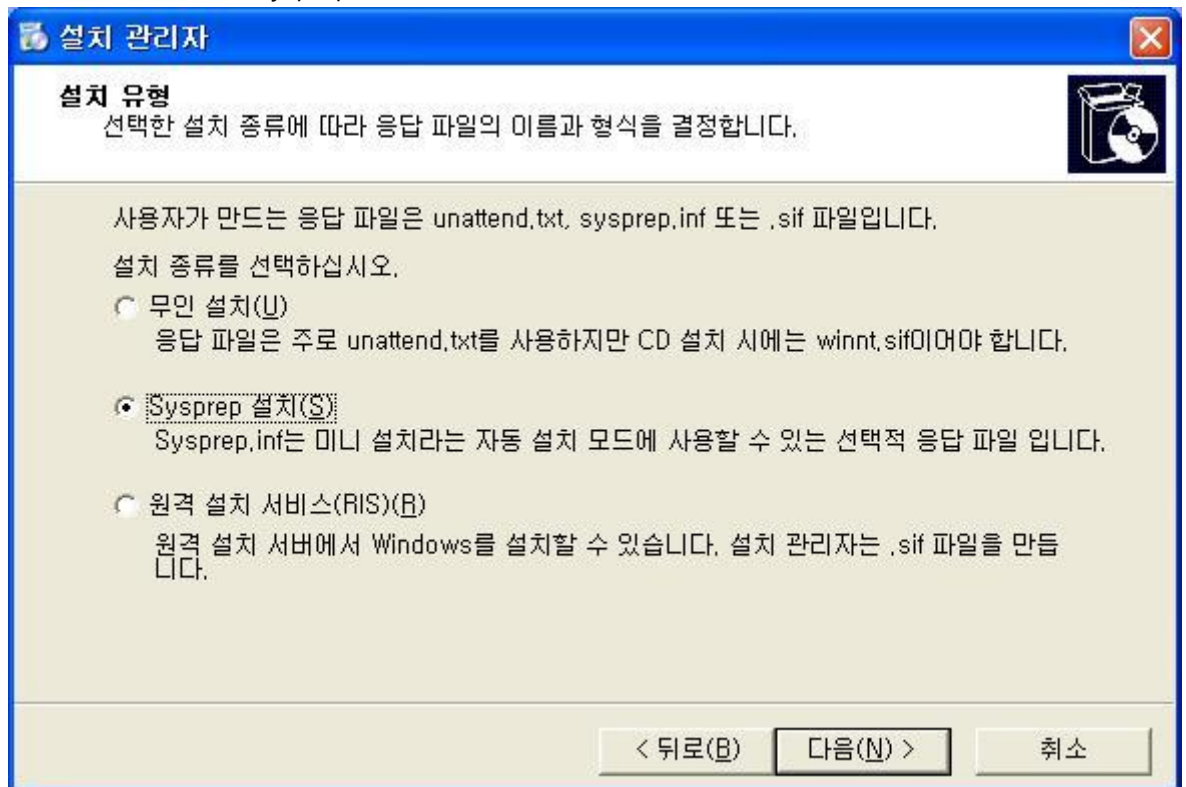 설치 관리자
설치 유형
선택한 설치 종류에 따라 응답 파일의 이름과 형식을 결정합니다.
사용자가 만드는 응답 파일은 unattend.txt, sysprep.inf 또는 .sif 파일입니다.
설치 종류를 선택하십시오.
무인 설치(U)
응답 파일은 주로 unattend.txt를 사용하지만 CD 설치 시에는 winnt.sif이어야 합니다.
Sysprep 설치(S)
Sysprep.inf는 미니 설치라는 자동 설치 모드에 사용할 수 있는 선택적 응답 파일 입니다.
원격 설치 서비스(RIS)(R)
원격 설치 서버에서 Windows를 설치할 수 있습니다. 설치 관리자는 .sif 파일을 만듭
니다.
< 뒤로(B) 다음(N) > 취소